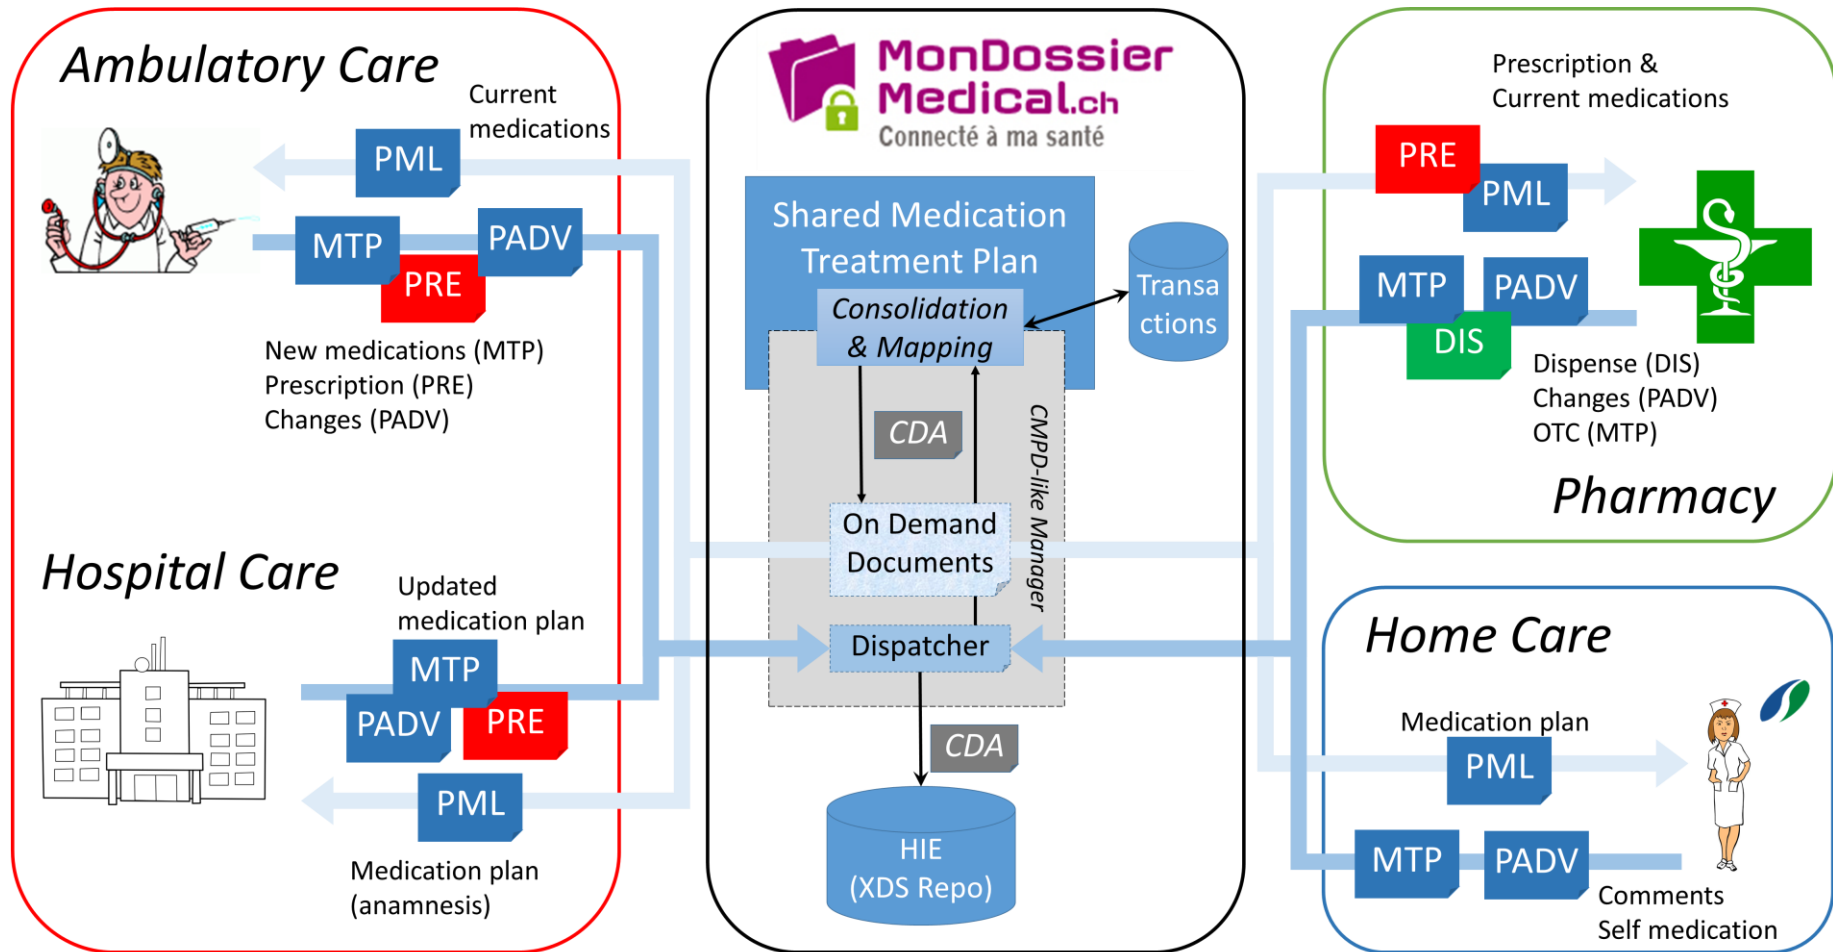 Ambulatory Care
Current
medications
PML
MTP
PADV
PRE
New medications (MTP)
Prescription (PRE)
Changes (PADV)
Hospital Care
Updated
medication plan
MTP
PADV
PRE
PML
Medication plan
(anamnesis)
MonDossier
Medical.ch
Connecté à ma santé
Shared Medication
Treatment Plan
Consolidation
& Mapping
Transa
ctions
CDA
CMPD-like Manager
On Demand
Documents
Dispatcher
CDA
HIE
(XDS Repo)
Prescription &
Current medications
PRE
PML
MTP
PADV
DIS
Dispense (DIS)
Changes (PADV)
OTC (MTP)
Pharmacy
Home Care
Medication plan
PML
MTP
PADV
Comments
Self medication